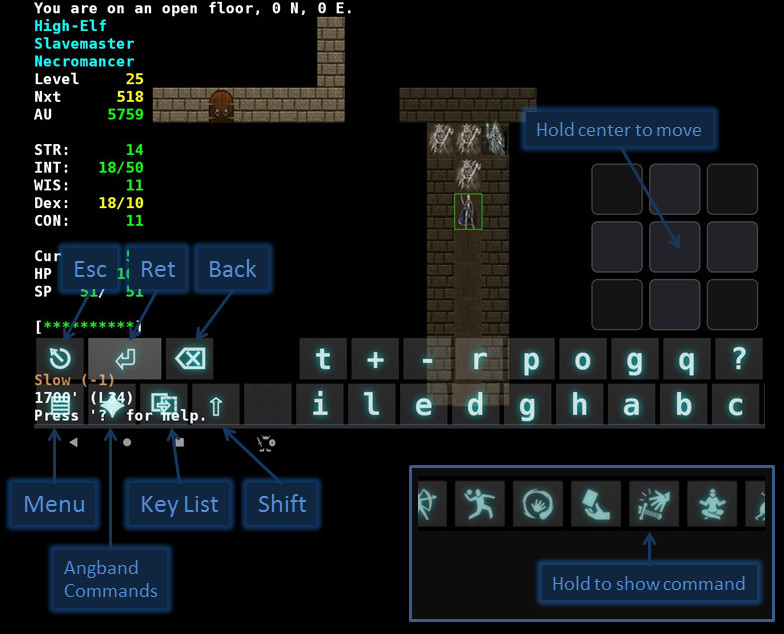 You are on an open floor, 0 N, 0 E.
High-Elf
Slavemaster
Necromancer
Level 25
Nxt 518
AU 5759
Hold center to move
STR: 14
INT: 18/50
WIS: 11
Dex: 18/10
CON: 11
Cur
HP
SP 51/ 51
Esc
Ret
Back
[**********]
t + - r p o g q ?
Slow (-1)
1700' (L34)
i l e d g h a b c
Press '?' for help.
Menu
Key List
Shift
Angband
Commands
Hold to show command